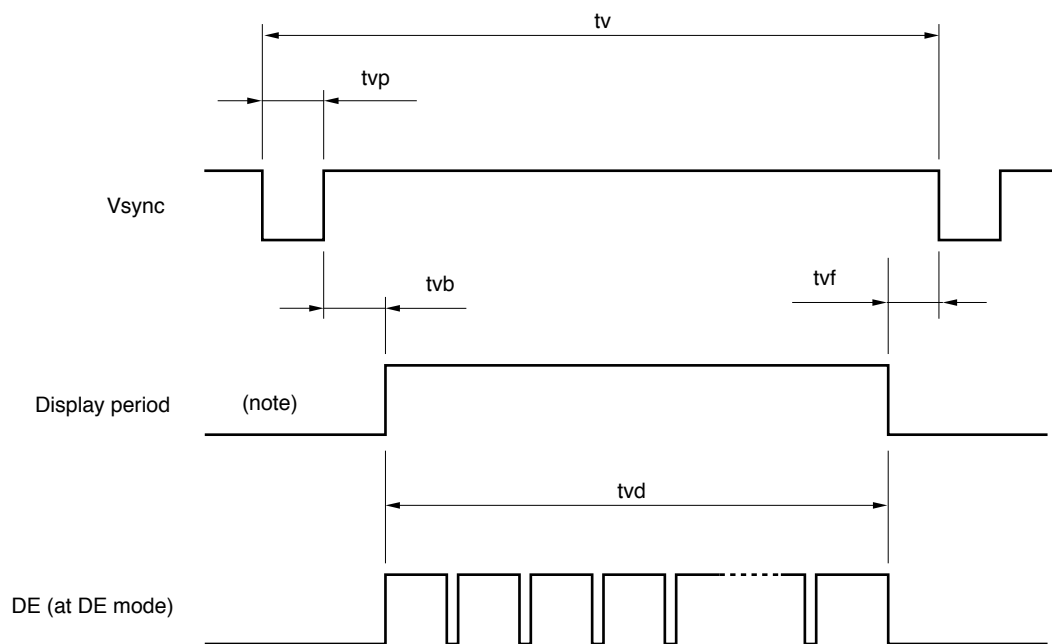 tv
tvp
Vsync
tvb
tvf
Display period
(note)
tvd
DE (at DE mode)